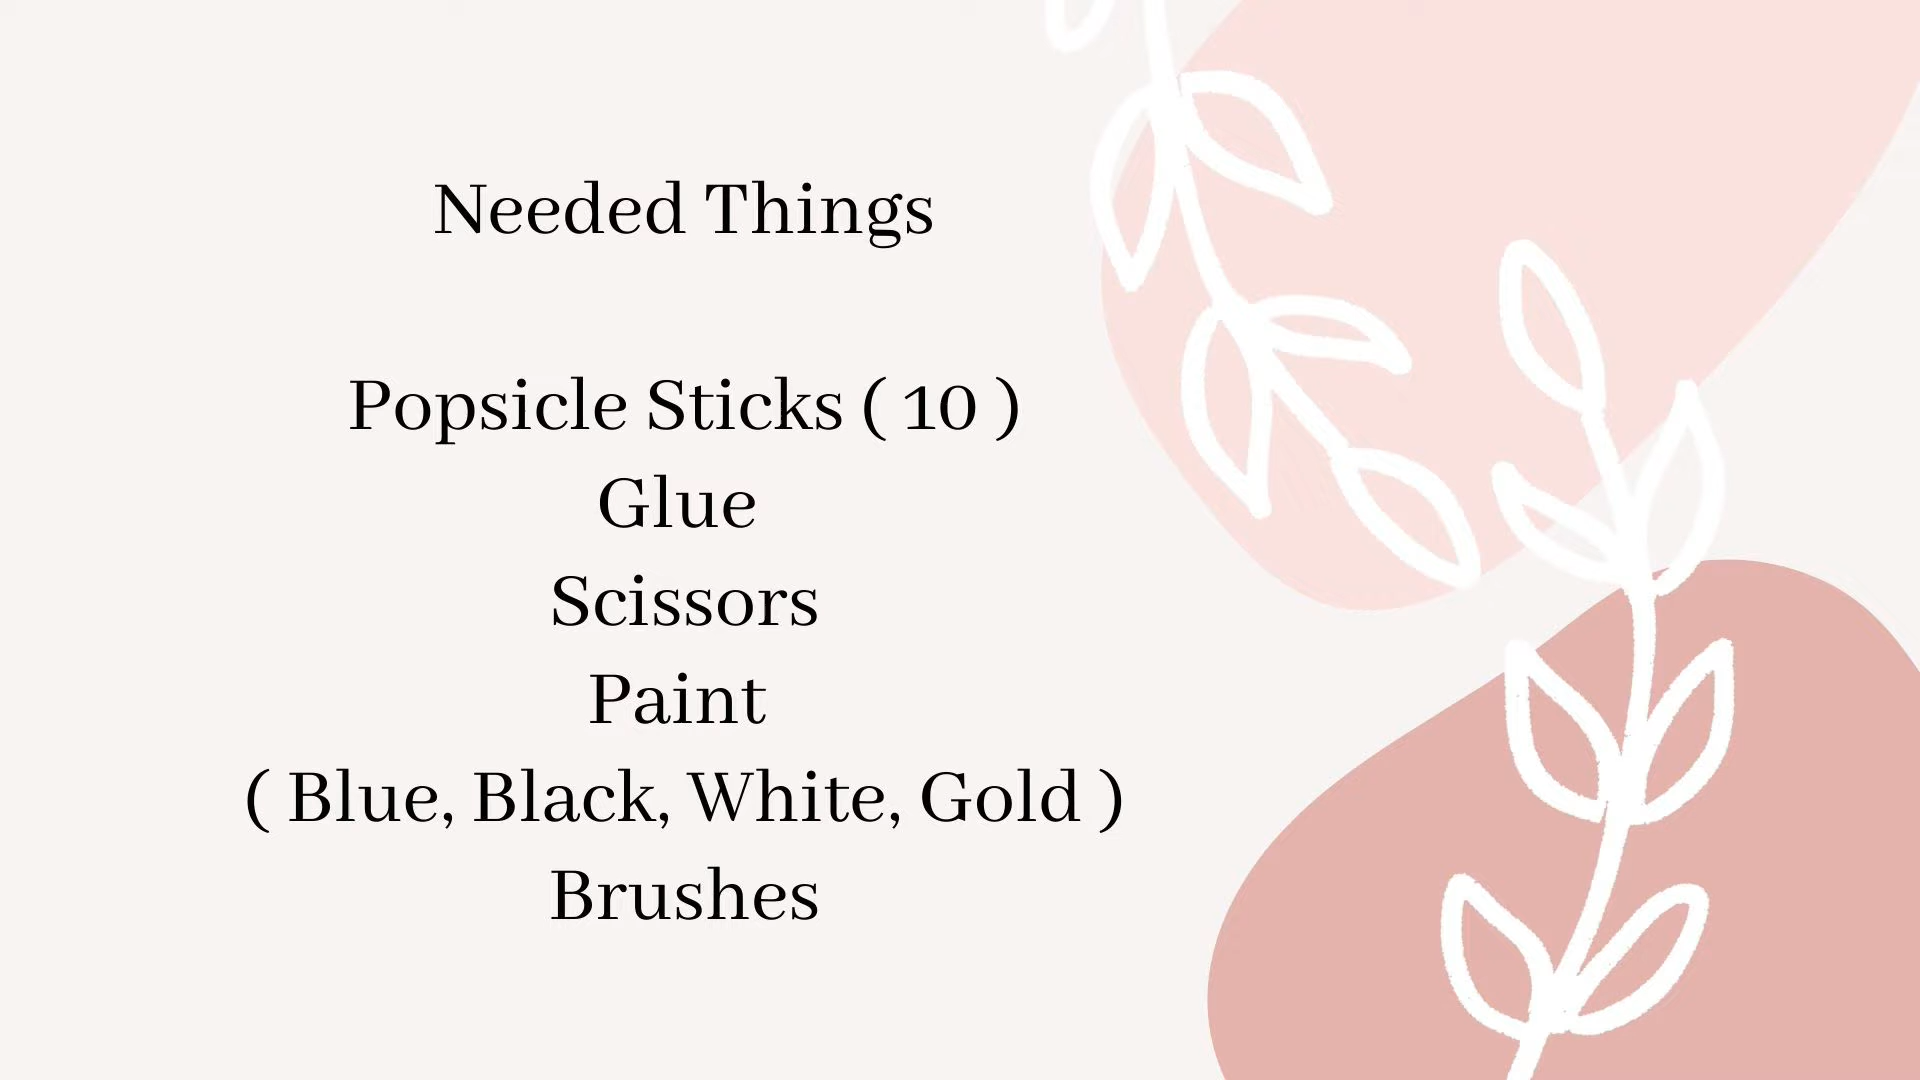 Needed Things
Popsicle Sticks ( 10 )
Glue
Scissors
Paint
( Blue, Black, White, Gold )
Brushes